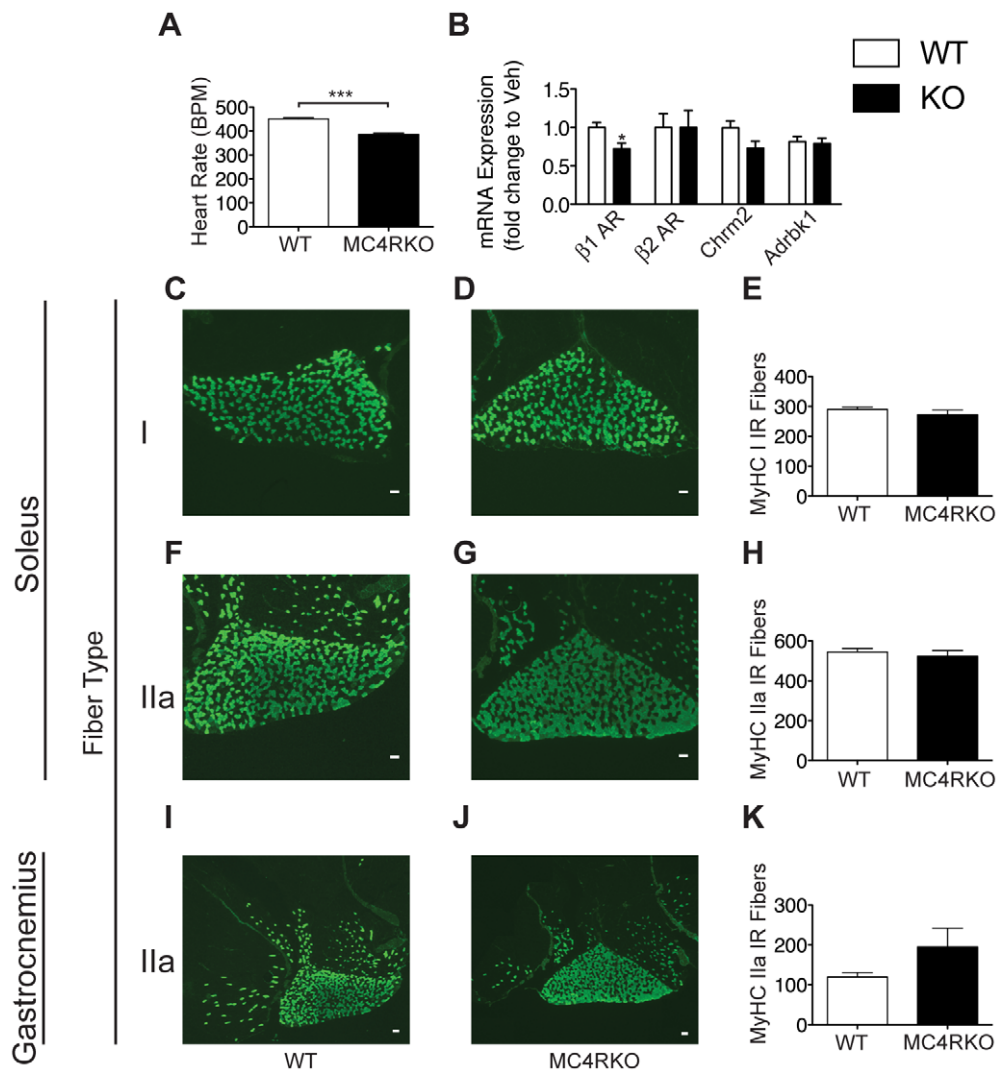 A
B
WT
KO
Heart Rate (BPM)
500
400
300
200
100
0
***
WT
MC4RKO
mRNA Expression
(fold change to Veh)
1.5
1.0
0.5
0.0
*
β1 AR
β2 AR
Chrm2
Adrbk1
Soleus
Gastrocnemius
Fiber Type
C
D
E
I
MyHC I IR Fibers
400
300
200
100
0
WT
MC4RKO
F
G
H
IIa
MyHC IIa IR Fibers
600
400
200
0
WT
MC4RKO
I
J
K
IIa
MyHC IIa IR Fibers
300
200
100
0
WT
MC4RKO
WT
MC4RKO